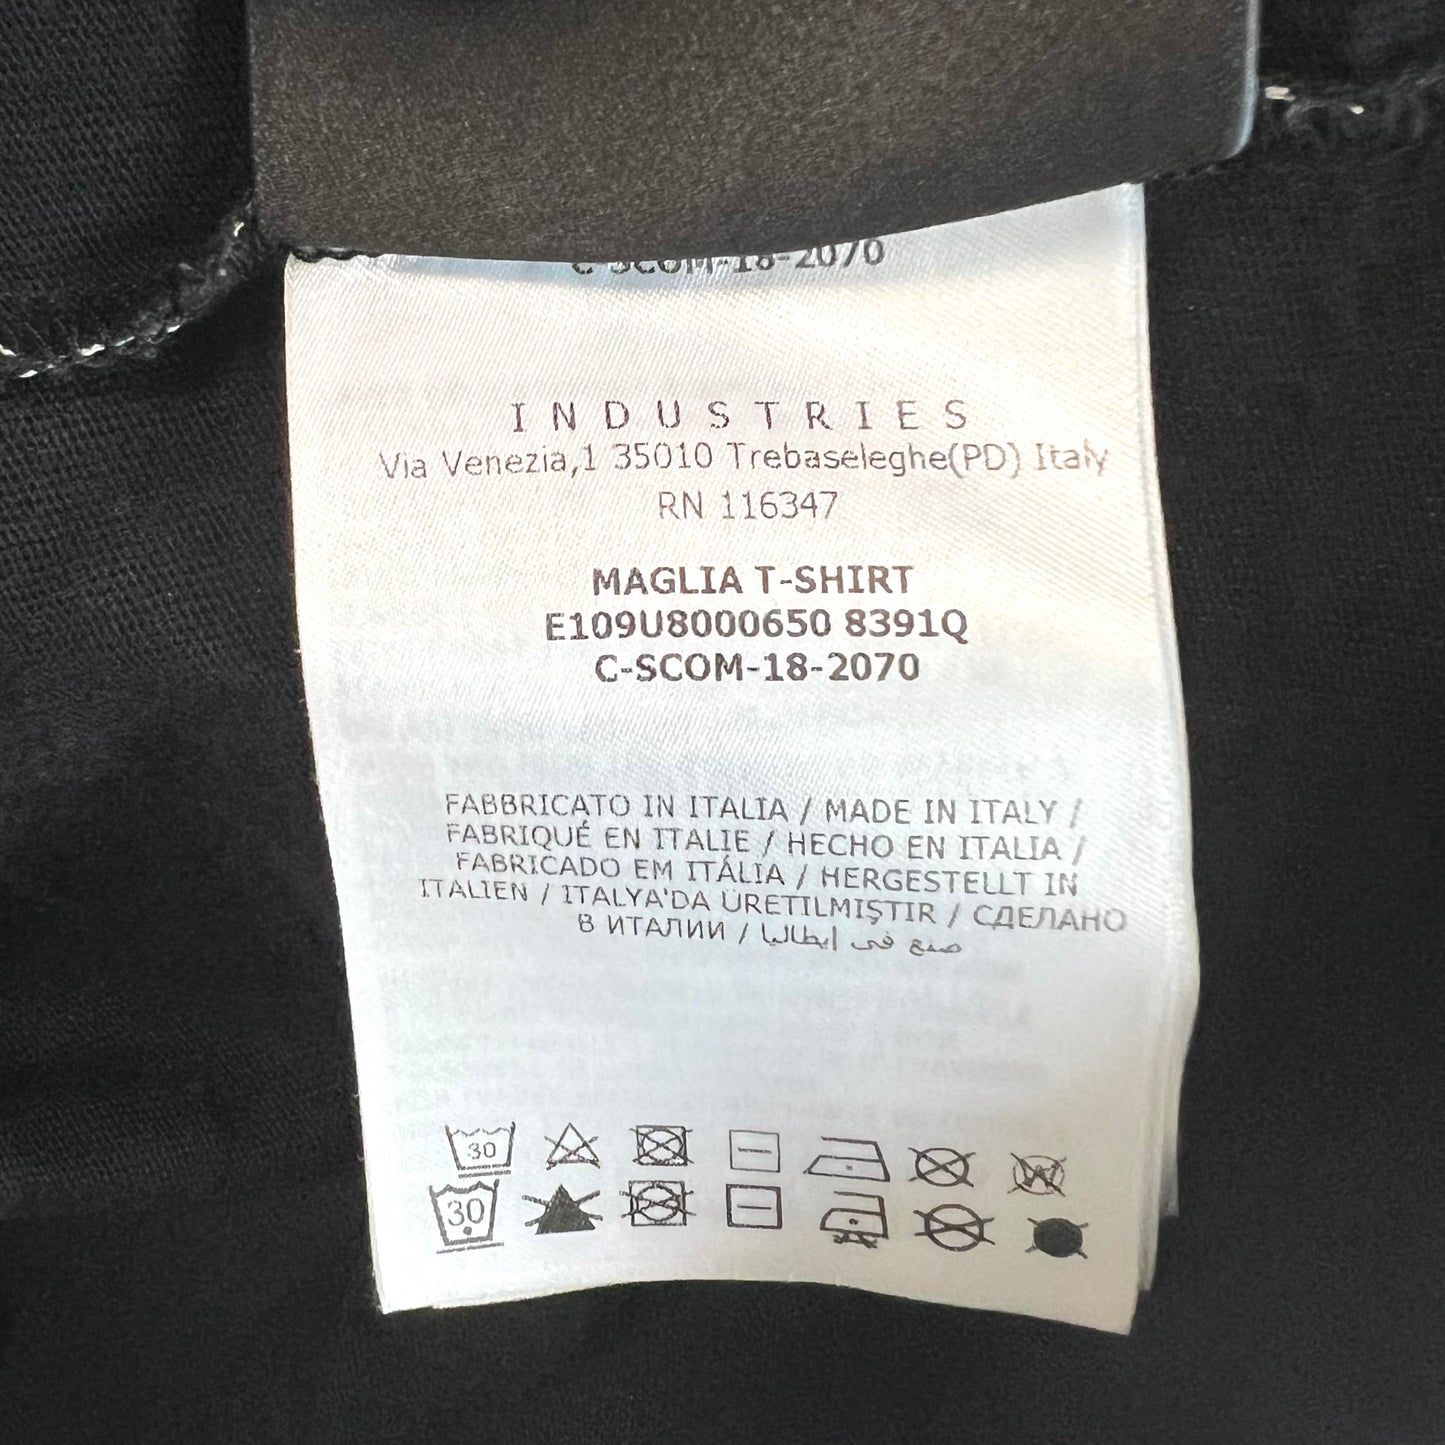 C-SCOM-18-2070
INDUSTRIES
Via Venezia,1 35010 Trebaseleghe(PD) Italy
RN 116347
MAGLIA T-SHIRT
E109U8000650 8391Q
C-SCOM-18-2070
FABBRICATO IN ITALIA / MADE IN ITALY /
FABRIQUÉ EN ITALIE / HECHO EN ITALIA /
FABRICADO EM ITÁLIA / HERGESTELLT IN
ITALIEN / ITALYA'DA ÜRETILMIŞTIR / СДЕЛАНО
В ИТАЛИИ / صنع في ايطاليا
30
W
30